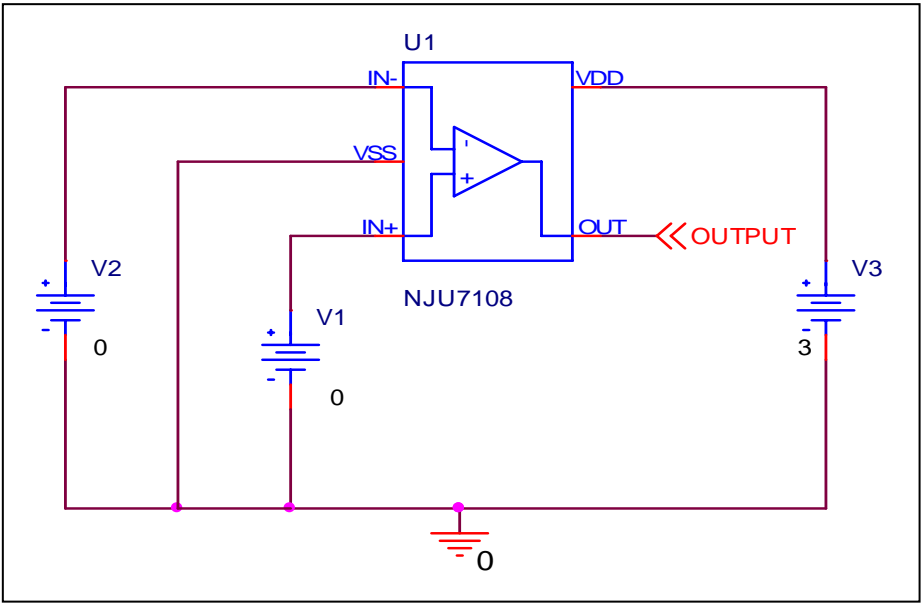 U1
IN-
VDD
VSS
IN+
OUT
OUTPUT
V2
V3
NJU7108
V1
0
3
0
0